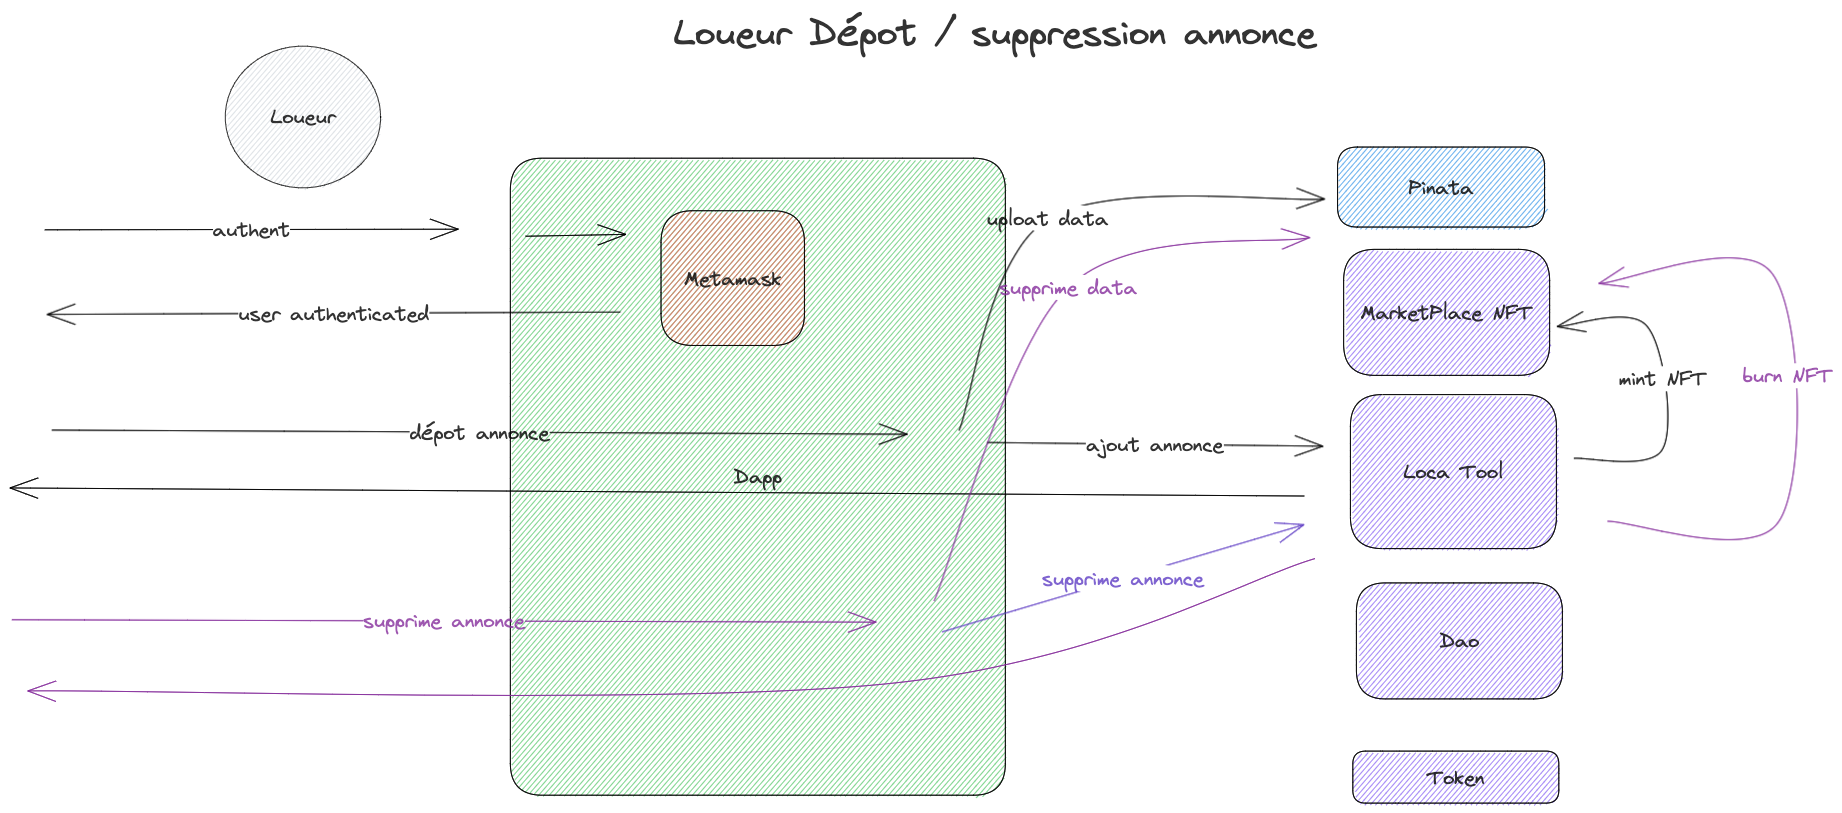 Loueur Dépot / suppression annonce
Loueur
Pinata
uploat data
authent
Metamask
supprime data
user authenticated
MarketPlace NFT
mint NFT
burn NFT
dépot annonce
ajout annonce
Dapp
Loca Tool
supprime annonce
supprime annonce
Dao
Token